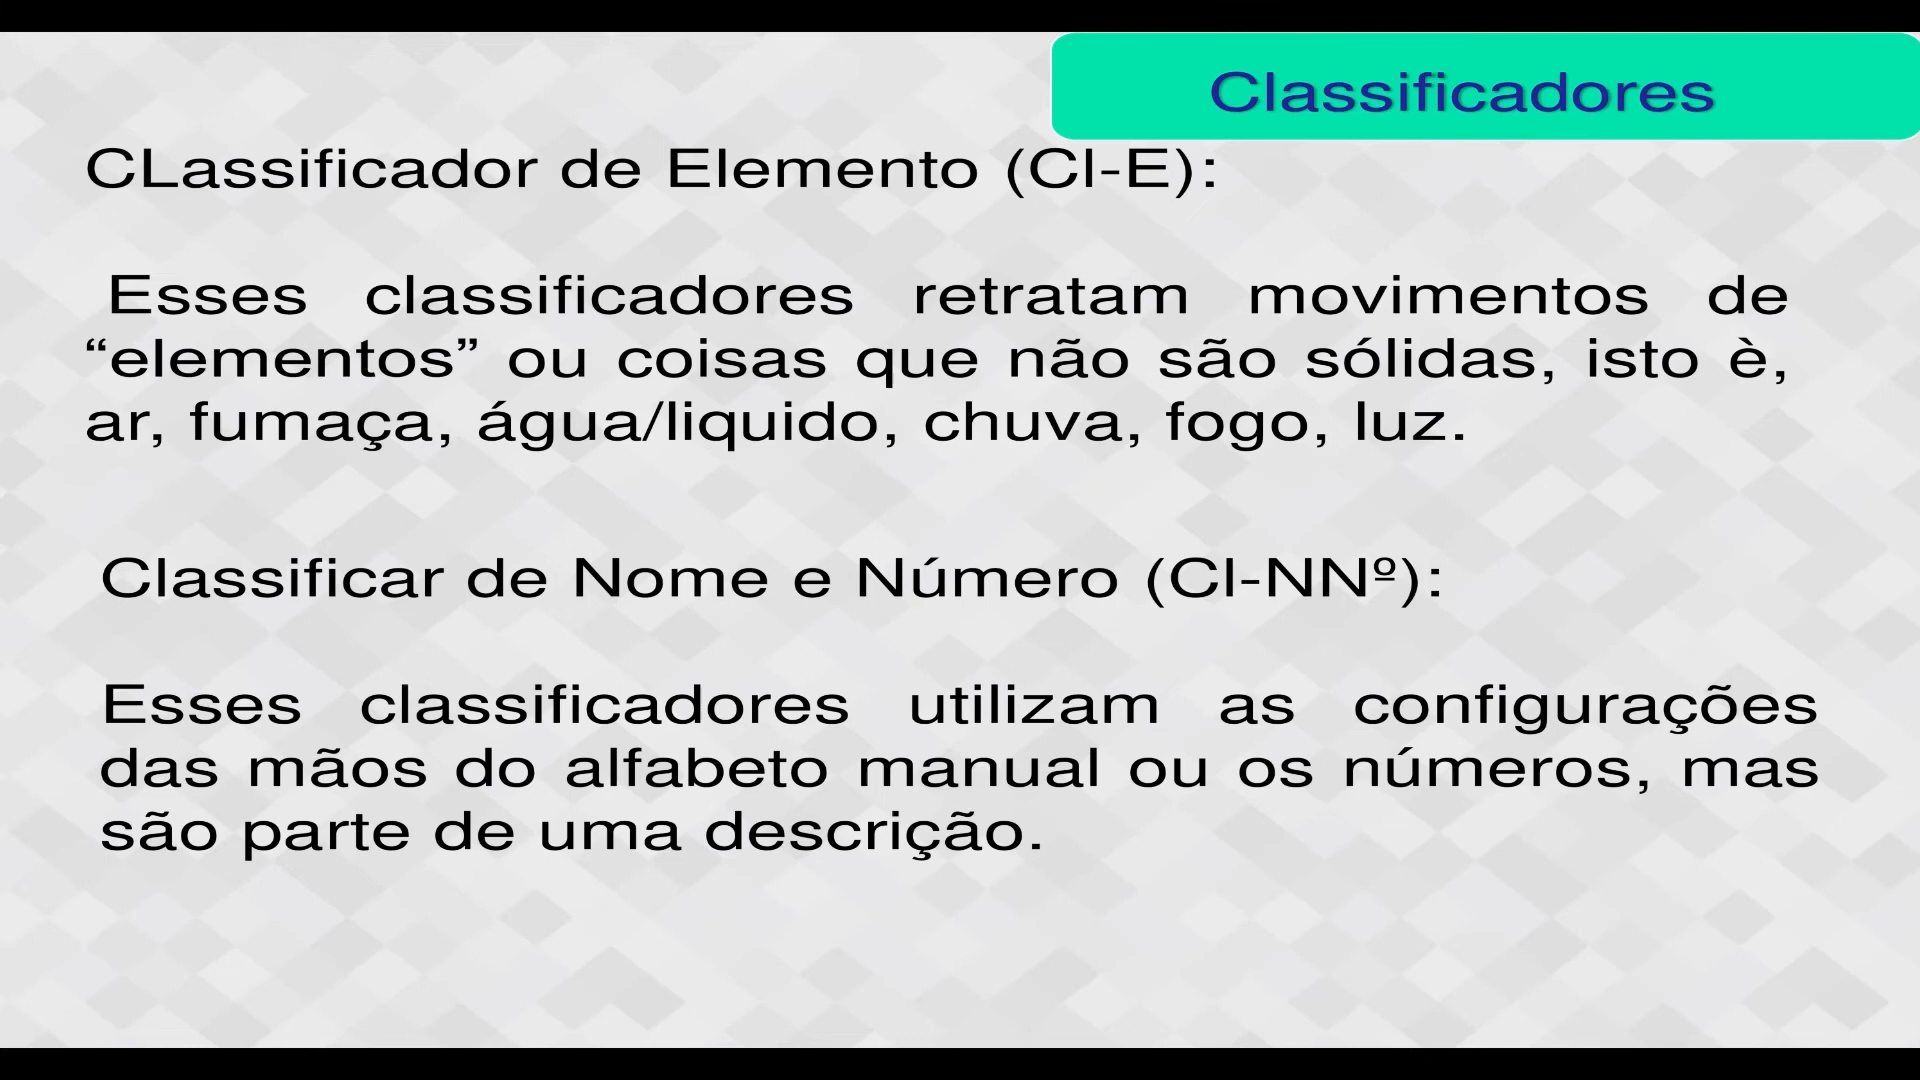 Classificadores
CLassificador de Elemento (Cl-E):
Esses classificadores retratam movimentos de
“elementos” ou coisas que não são sólidas, isto è,
ar, fumaça, água/liquido, chuva, fogo, luz.
Classificar de Nome e Número (Cl-NNº):
Esses classificadores utilizam as configurações
das mãos do alfabeto manual ou os números, mas
são parte de uma descrição.